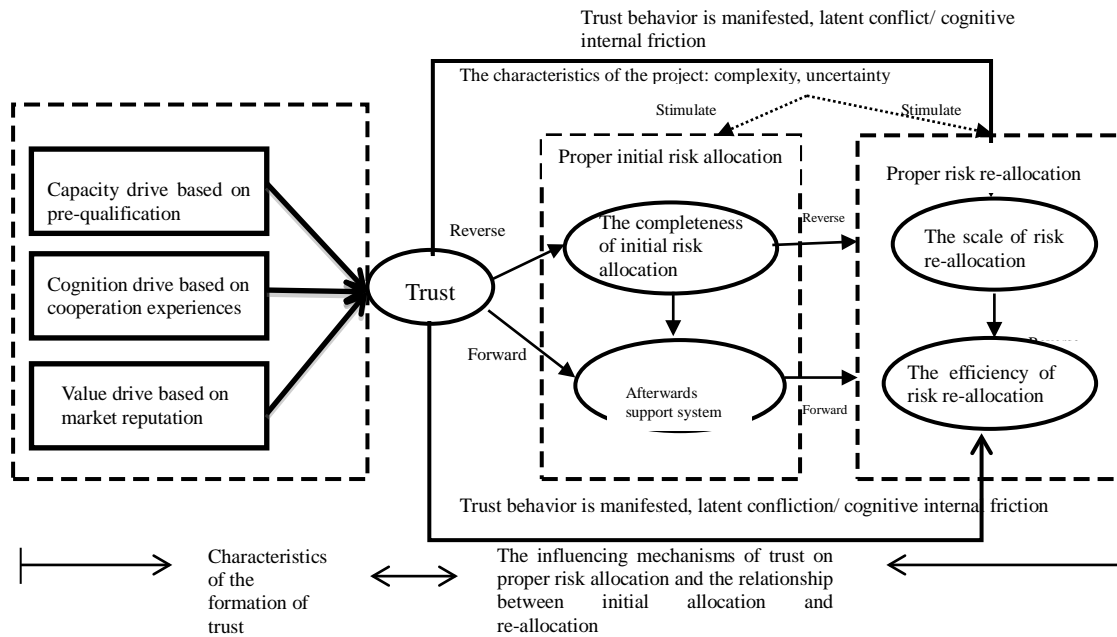 Trust behavior is manifested, latent conflict/ cognitive
internal friction
The characteristics of the project: complexity, uncertainty
Stimulate
Stimulate
Capacity drive based on
pre-qualification
Cognition drive based on
cooperation experiences
Value drive based on
market reputation
Trust
Reverse
Forward
Proper initial risk allocation
The completeness
of initial risk
allocation
Afterwards
support system
Reverse
Forward
Proper risk re-allocation
The scale of risk
re-allocation
The efficiency of
risk re-allocation
Trust behavior is manifested, latent confliction/ cognitive internal friction
Characteristics
of the
formation of
trust
The influencing mechanisms of trust on
proper risk allocation and the relationship
between initial allocation and
re-allocation